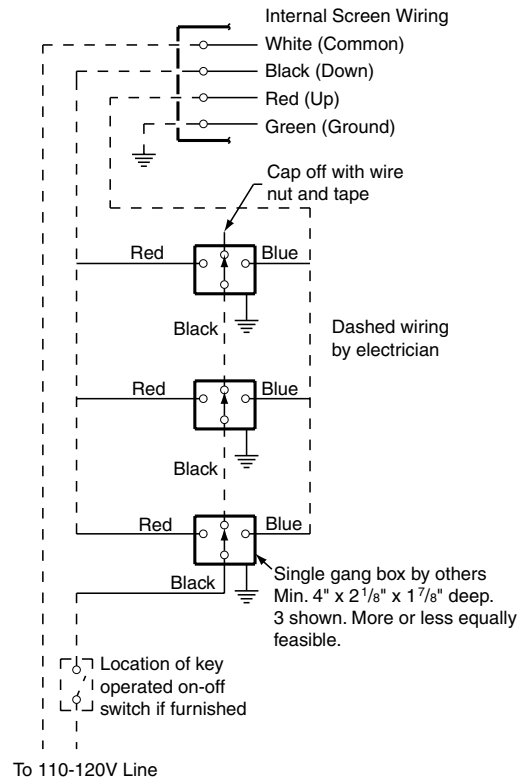 Internal Screen Wiring
White (Common)
Black (Down)
Red (Up)
Green (Ground)
Cap off with wire
nut and tape
Red
Blue
Black
Dashed wiring
by electrician
Red
Blue
Black
Red
Blue
Black
Single gang box by others
Min. 4" x 2 1/8" x 1 7/8" deep.
3 shown. More or less equally
feasible.
Location of key
operated on-off
switch if furnished
To 110-120V Line